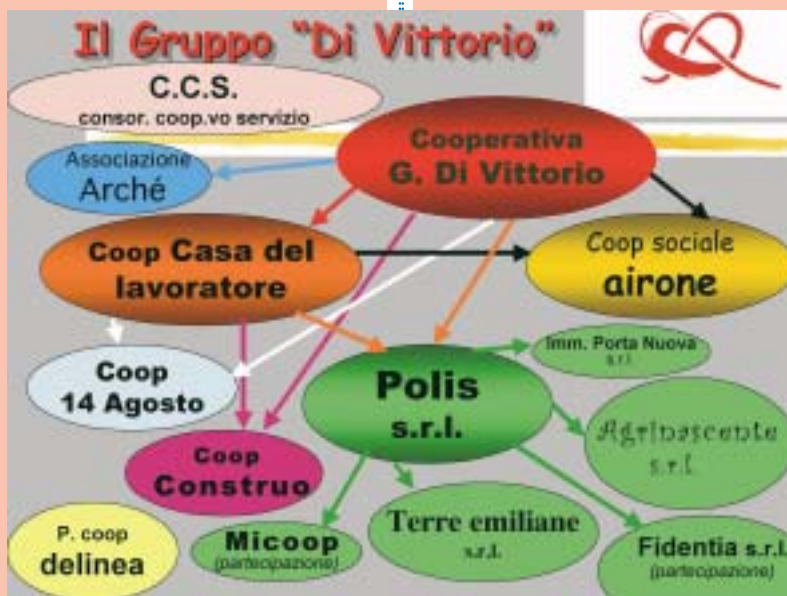 Il Gruppo "Di Vittorio"
C.C.S.
consor. coop.vo servizio
Associazione
Arché
Cooperativa
G. Di Vittorio
Coop Casa del
lavoratore
Coop sociale
airone
Imm. Porta Nuova
s.r.l.
Coop
14 Agosto
Polis
s.r.l.
Agrinascente
s.r.l.
Coop
Construo
P. coop
delinea
Micoop
(partecipazione)
Terre emiliane
s.r.l.
Fidentia s.r.l.
(partecipazione)